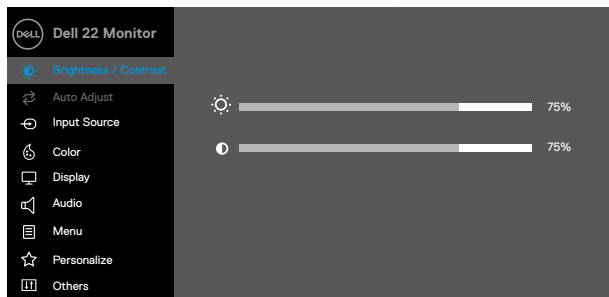 DELL
Dell 22 Monitor
Brightness / Contrast
Auto Adjust
Input Source
Color
Display
Audio
Menu
Personalize
Others
75%
75%